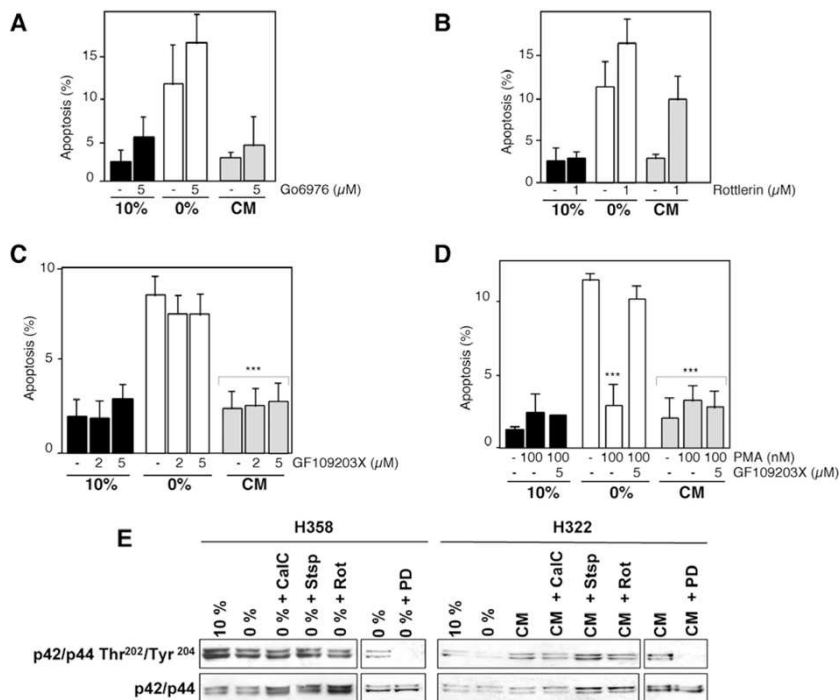 A
Apoptosis (%)
15
10
5
0
- 5 - 5 - 5 Go6976 (µM)
10% 0% CM
B
Apoptosis (%)
15
10
5
0
- 1 - 1 - 1 Rottlerin (µM)
10% 0% CM
C
Apoptosis (%)
10
5
0
***
- 2 5 - 2 5 - 2 5 GF109203X (µM)
10% 0% CM
D
Apoptosis (%)
10
5
0
*** ***
- 100 100 - 100 100 - 100 100 PMA (nM)
5 5 5 GF109203X (µM)
10% 0% CM
E
H358 H322
10 % 0 % 0 % + CalC 0 % + Stsp 0 % + Rot 0 % 0 % + PD 10 % 0 % CM CM + CalC CM + Stsp CM + Rot CM CM + PD
p42/p44 Thr202/Tyr 204
p42/p44